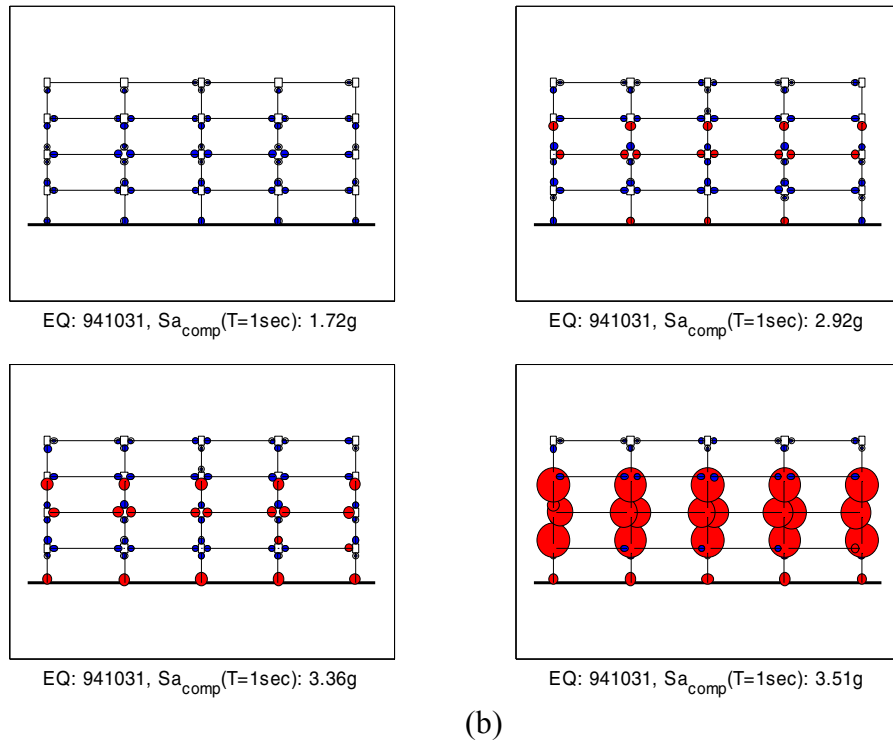 EQ: 941031, Sa_comp(T=1sec): 1.72g
EQ: 941031, Sa_comp(T=1sec): 2.92g
EQ: 941031, Sa_comp(T=1sec): 3.36g
EQ: 941031, Sa_comp(T=1sec): 3.51g
(b)